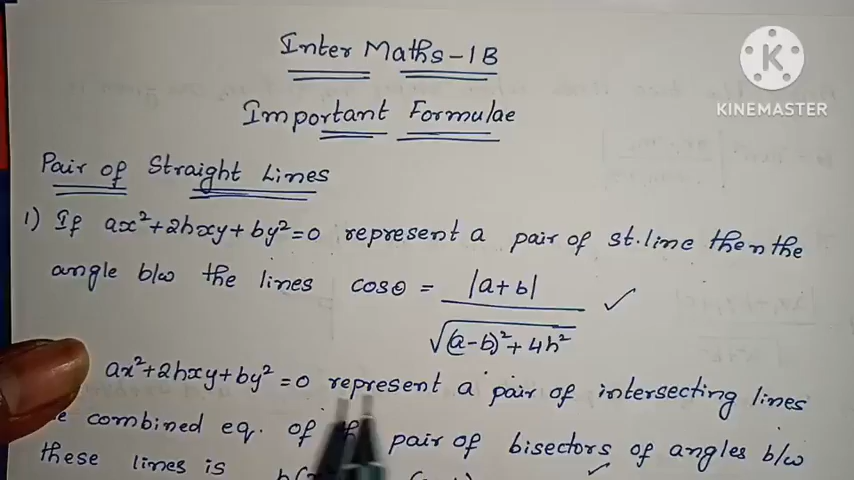 Inter Maths-1B
Important Formulae
Pair of Straight Lines
1) If ax²+2hxy+by²=0 represent a pair of st.line then the
angle b/w the lines cosθ = |a+b| / √(a-b)²+4h² ✓
ax²+2hxy+by²=0 represent a pair of intersecting lines
combined eq. of pair of bisectors of angles b/w
these lines is
K
KINEMASTER